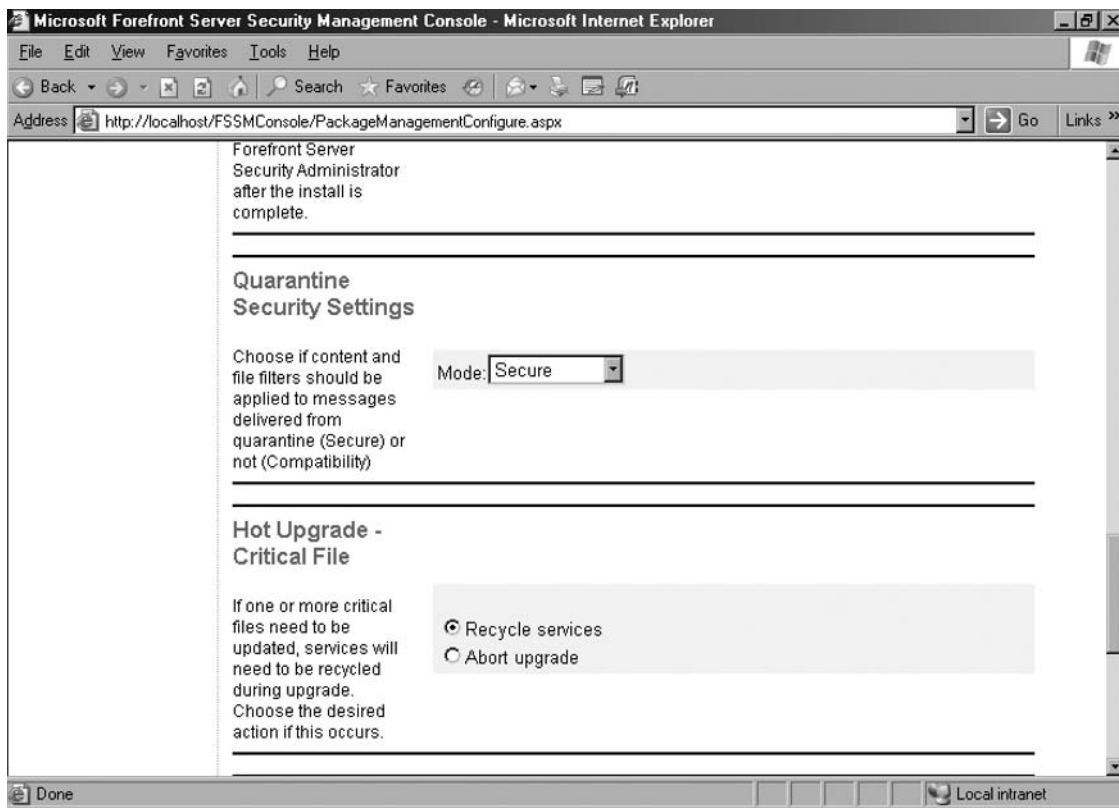 Microsoft Forefront Server Security Management Console - Microsoft Internet Explorer
File Edit View Favorites Tools Help
Back Search Favorites
Address http://localhost/FSSMConsole/PackageManagementConfigure.aspx Go Links »
Forefront Server
Security Administrator
after the install is
complete.
Quarantine
Security Settings
Choose if content and
file filters should be
applied to messages
delivered from
quarantine (Secure) or
not (Compatibility)
Mode: Secure
Hot Upgrade -
Critical File
If one or more critical
files need to be
updated, services will
need to be recycled
during upgrade.
Choose the desired
action if this occurs.
Recycle services
Abort upgrade
Done Local intranet